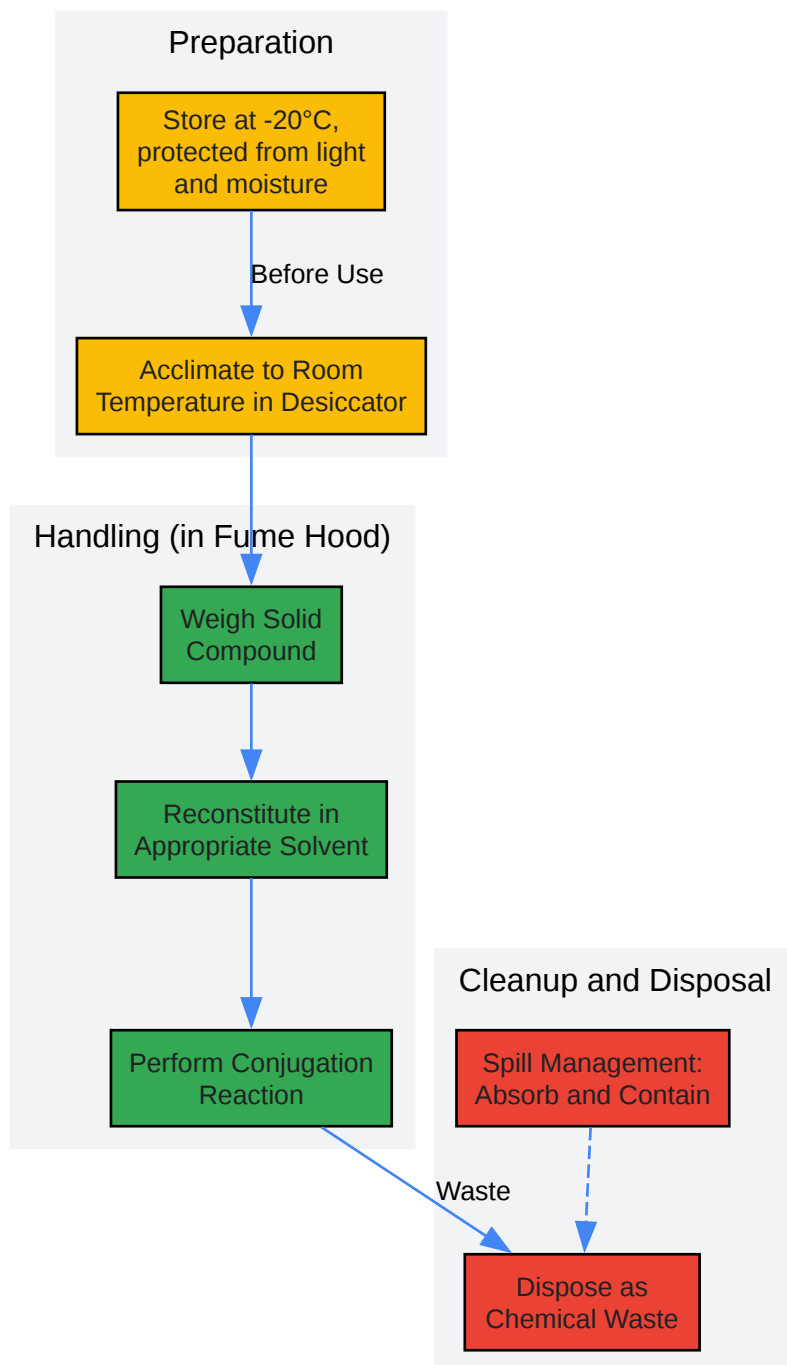 Preparation
Store at -20°C,
protected from light
and moisture
Before Use
Acclimate to Room
Temperature in Desiccator
Handling (in Fume Hood)
Weigh Solid
Compound
Reconstitute in
Appropriate Solvent
Perform Conjugation
Reaction
Cleanup and Disposal
Spill Management:
Absorb and Contain
Waste
Dispose as
Chemical Waste